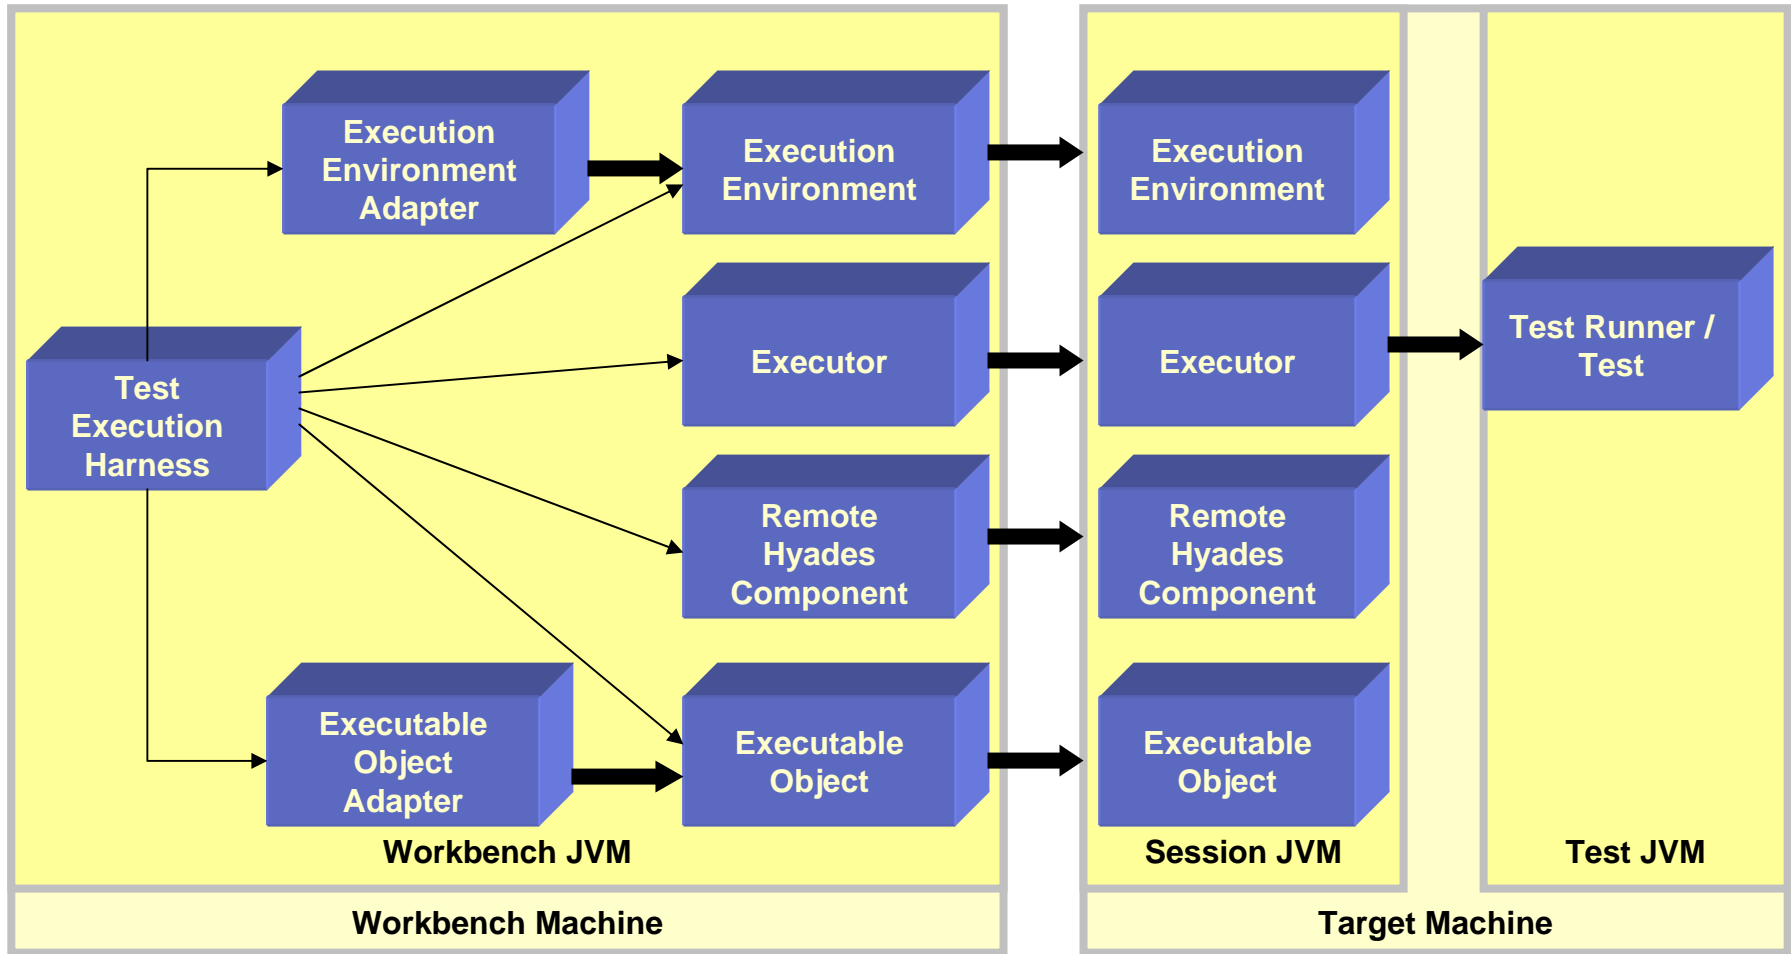 Execution
Environment
Adapter
Execution
Environment
Execution
Environment
Test
Execution
Harness
Executor
Executor
Test Runner /
Test
Remote
Hyades
Component
Remote
Hyades
Component
Executable
Object
Adapter
Executable
Object
Executable
Object
Workbench JVM
Session JVM
Test JVM
Workbench Machine
Target Machine